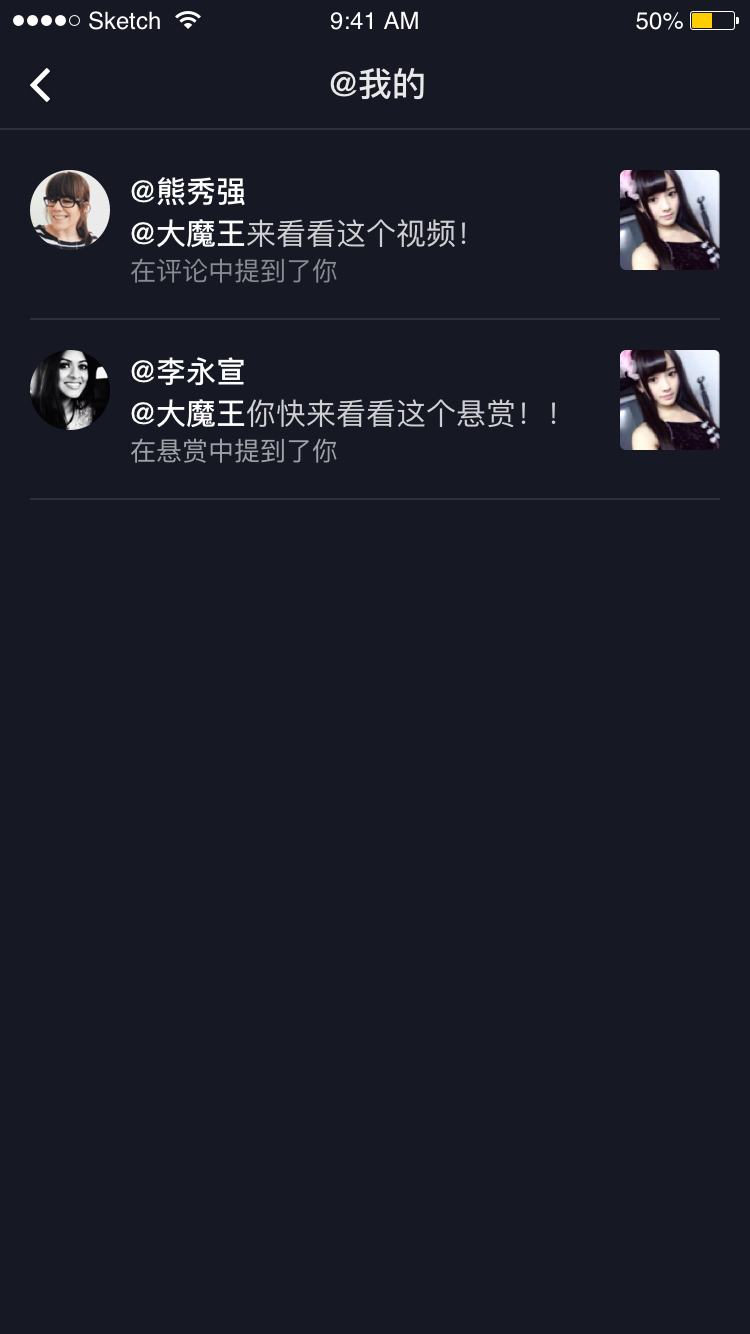 Sketch 9:41 AM 50%
@我的
@熊秀强
@大魔王来看看这个视频！
在评论中提到了你
@李永宣
@大魔王你快来看看这个悬赏！！
在悬赏中提到了你